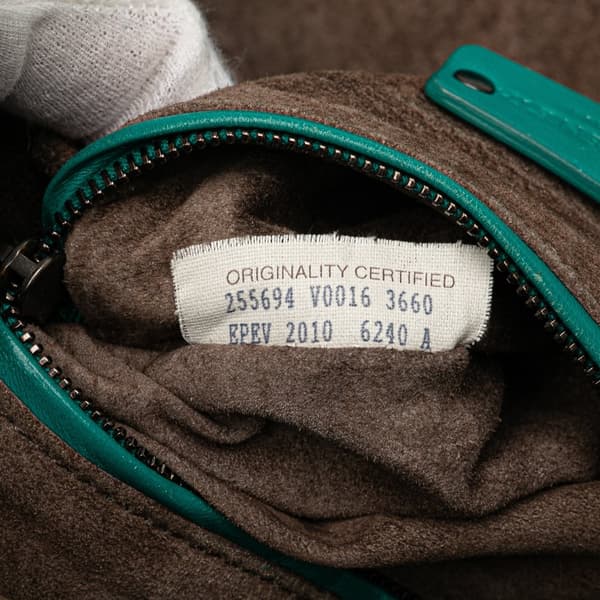 ORIGINALITY CERTIFIED
255694 V0016 3660
EPEV 2010 6240 A